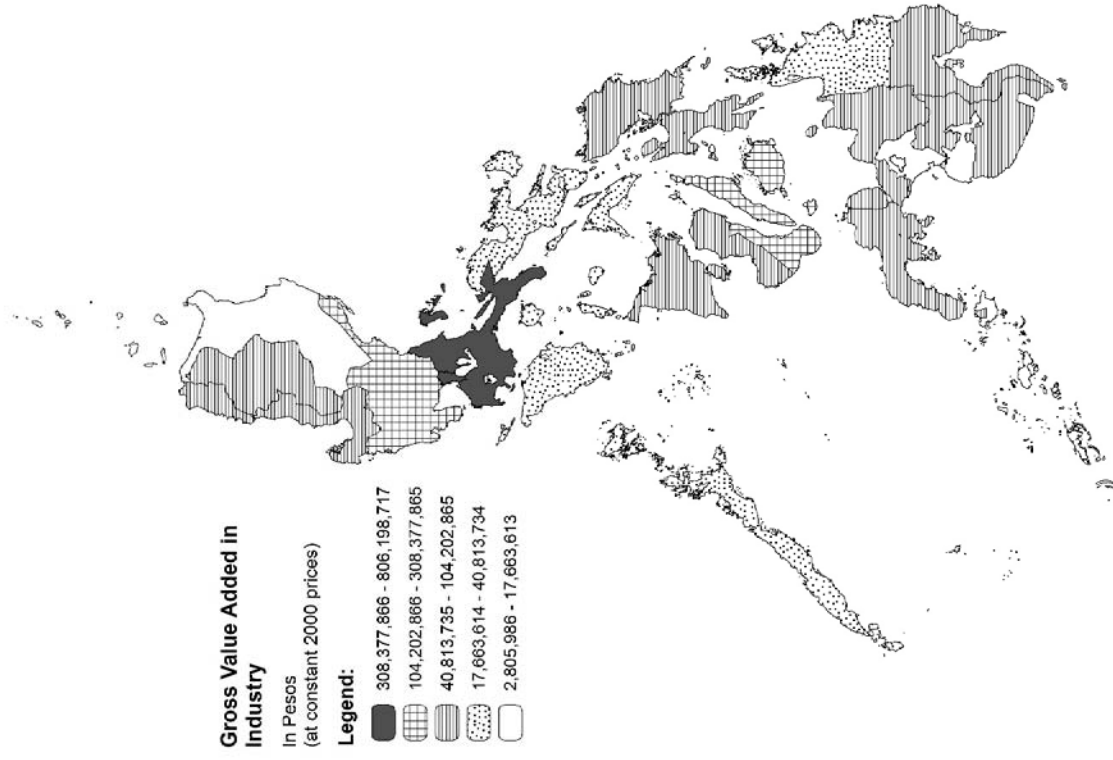 Gross Value Added in
Industry
In Pesos
(at constant 2000 prices)
Legend:
308,377,866 - 806,198,717
104,202,866 - 308,377,865
40,813,735 - 104,202,865
17,663,614 - 40,813,734
2,805,986 - 17,663,613